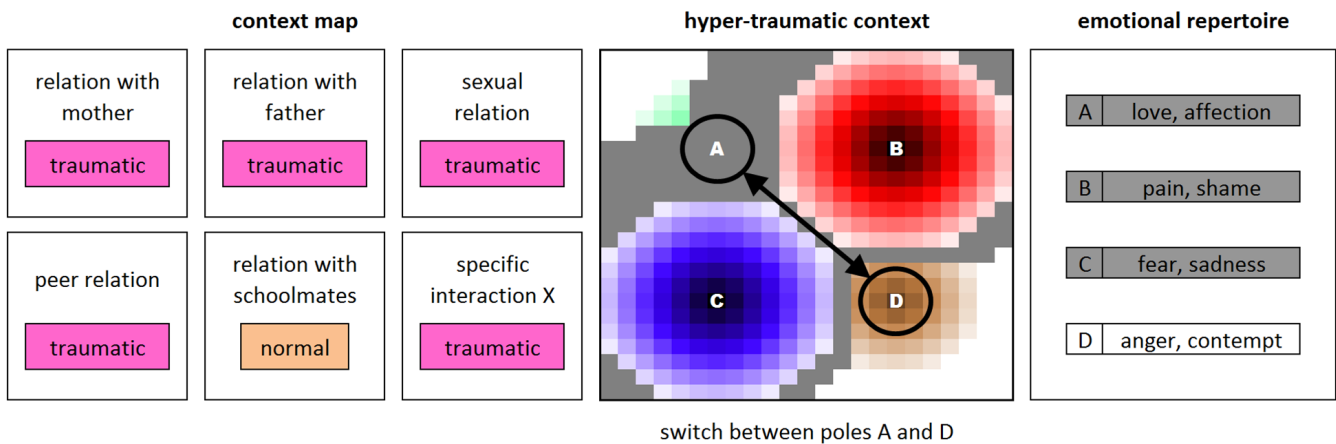 context map
hyper-traumatic context
emotional repertoire
relation with
mother
traumatic
relation with
father
traumatic
sexual
relation
traumatic
peer relation
traumatic
relation with
schoolmates
normal
specific
interaction X
traumatic
A
B
C
D
switch between poles A and D
A love, affection
B pain, shame
C fear, sadness
D anger, contempt